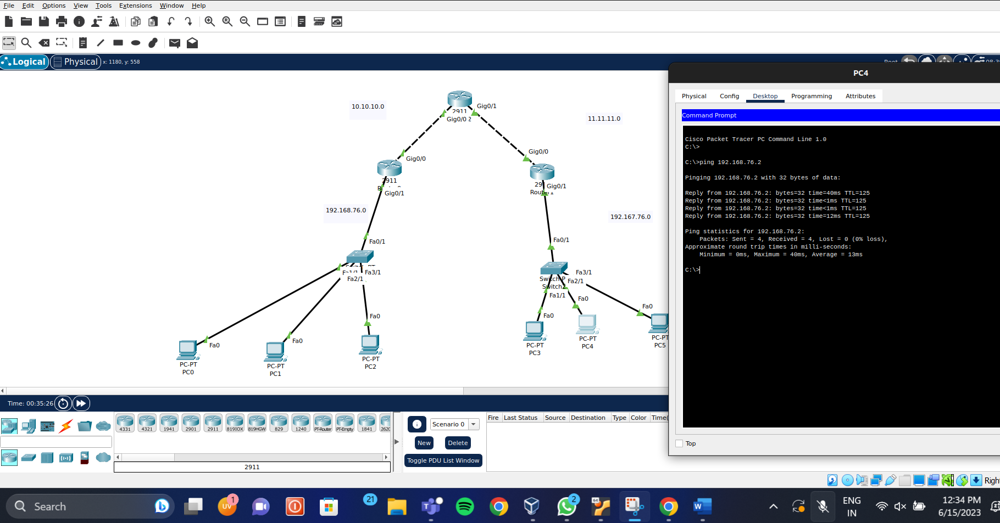 File Edit Options View Tools Extensions Window Help
Logical Physical x: 1180, y: 558
Root
PC4
Physical Config Desktop Programming Attributes
Command Prompt
Cisco Packet Tracer PC Command Line 1.0
C:\>
C:\>ping 192.168.76.2
Pinging 192.168.76.2 with 32 bytes of data:
Reply from 192.168.76.2: bytes=32 time=40ms TTL=125
Reply from 192.168.76.2: bytes=32 time<1ms TTL=125
Reply from 192.168.76.2: bytes=32 time<1ms TTL=125
Reply from 192.168.76.2: bytes=32 time=12ms TTL=125
Ping statistics for 192.168.76.2:
Packets: Sent = 4, Received = 4, Lost = 0 (0% loss),
Approximate round trip times in milli-seconds:
Minimum = 0ms, Maximum = 40ms, Average = 13ms
C:\>
Top
10.10.10.0
2911
Gig0/0 2
Gig0/1
11.11.11.0
Gig0/0
Gig0/0
2911
Gig0/1
Gig0/1
Router1
192.168.76.0
192.167.76.0
Fa0/1
Fa0/1
Fa1/1 Fa3/1
Fa2/1
Fa3/1
Switch
Fa2/1
Switch2
Fa1/1
Fa0
Fa0
Fa0
Fa0
Fa0
Fa0
PC-PT
PC0
PC-PT
PC1
PC-PT
PC2
PC-PT
PC3
PC-PT
PC4
PC-PT
PC5
Time: 00:35:26
4331 4321 1941 2901 2911 819IOX 819HGW 829 1240 PT-Router PT-Empty 1841 2620
2911
Scenario 0
New Delete
Toggle PDU List Window
Fire Last Status Source Destination Type Color Time(
Right
Search
UV
1
21
2
64
W
ENG
IN
12:34 PM
6/15/2023